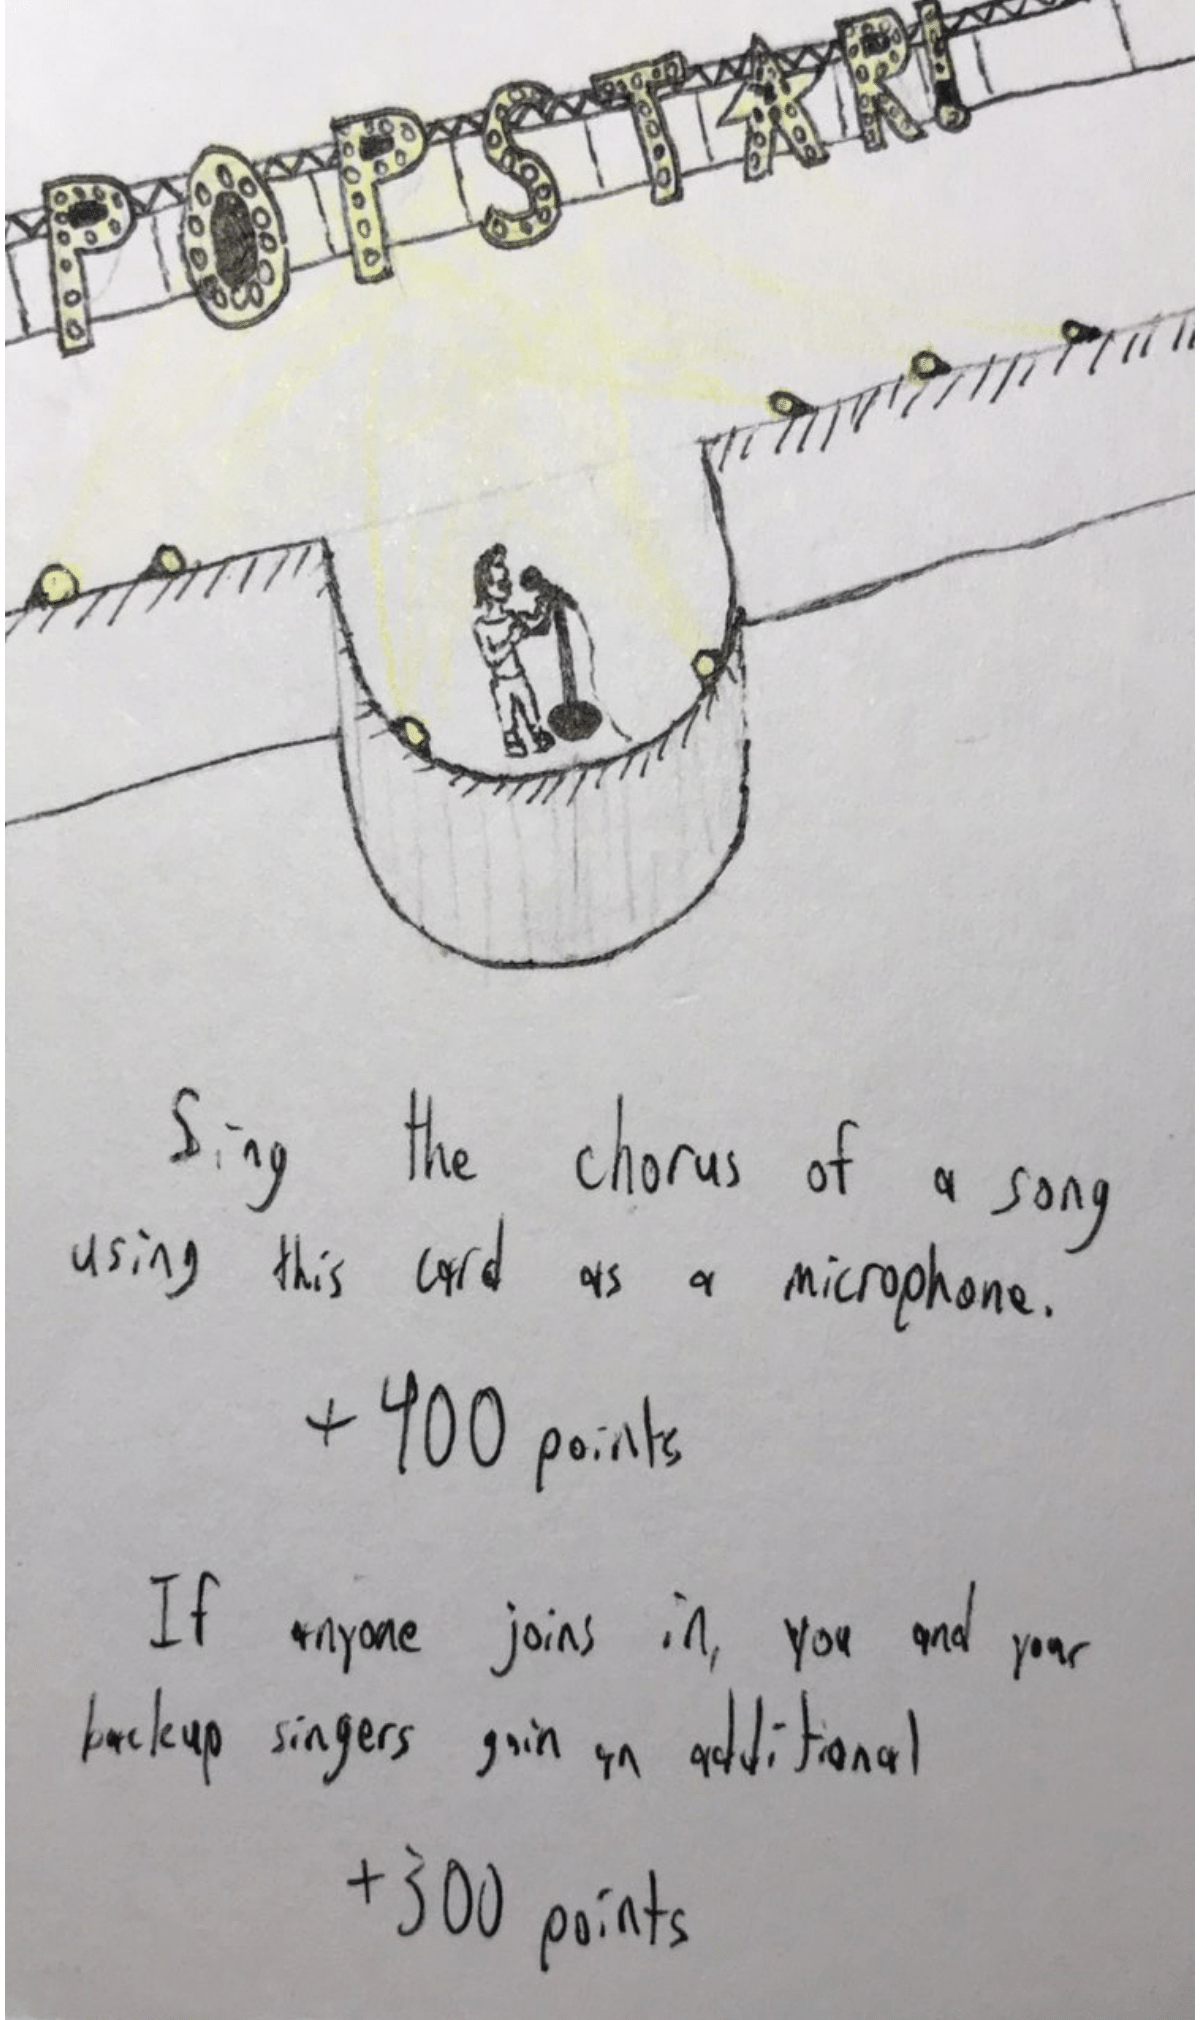 POPSTAR!
Sing the chorus of a song
using this card as a microphone.
+400 points
If anyone joins in, you and your
backup singers gain an additional
+300 points